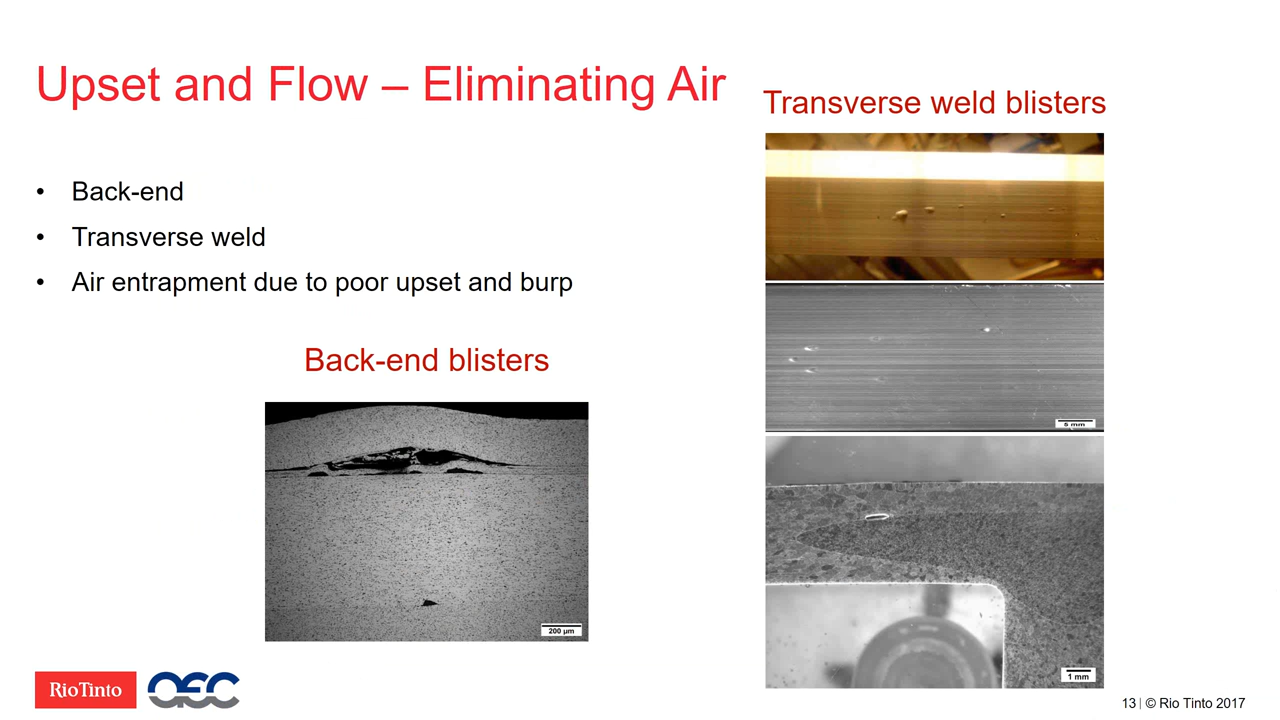 Upset and Flow – Eliminating Air
Transverse weld blisters
• Back-end
• Transverse weld
• Air entrapment due to poor upset and burp
Back-end blisters
5 mm
200 µm
1 mm
RioTinto
AEC
13 | © Rio Tinto 2017